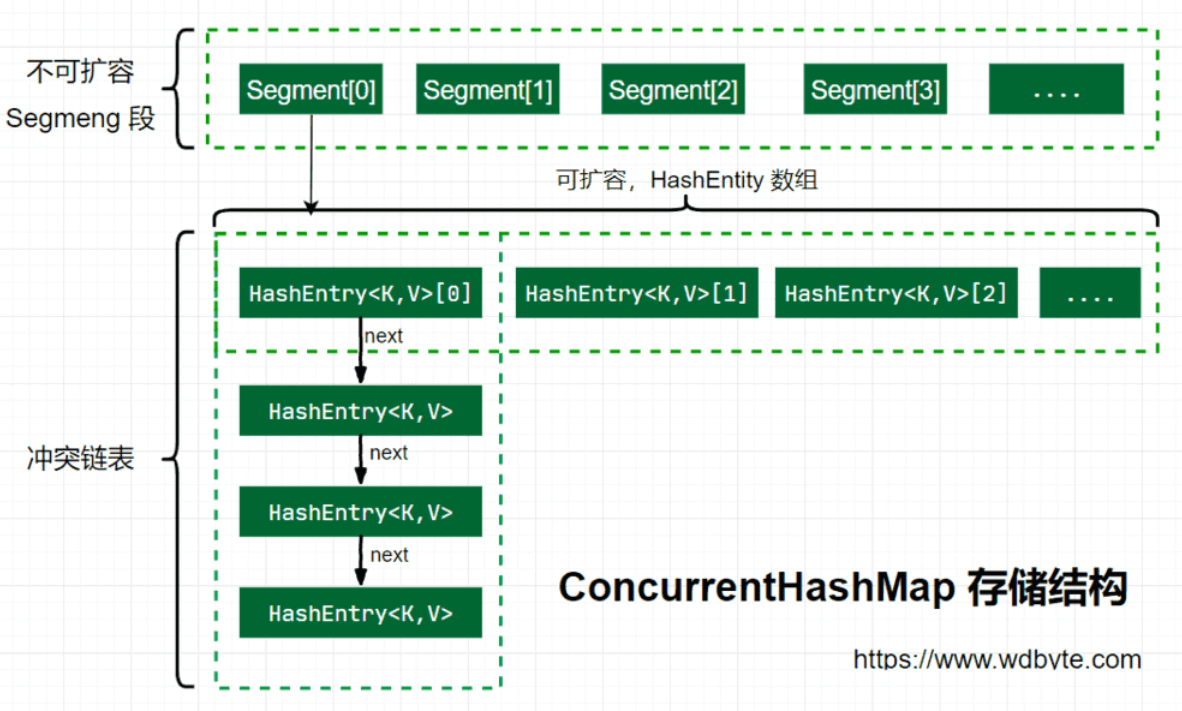 不可扩容
Segmeng 段
Segment[0]
Segment[1]
Segment[2]
Segment[3]
....
可扩容，HashEntity 数组
HashEntry<K,V>[0]
HashEntry<K,V>[1]
HashEntry<K,V>[2]
....
next
HashEntry<K,V>
next
冲突链表
HashEntry<K,V>
next
HashEntry<K,V>
ConcurrentHashMap 存储结构
https://www.wdbyte.com